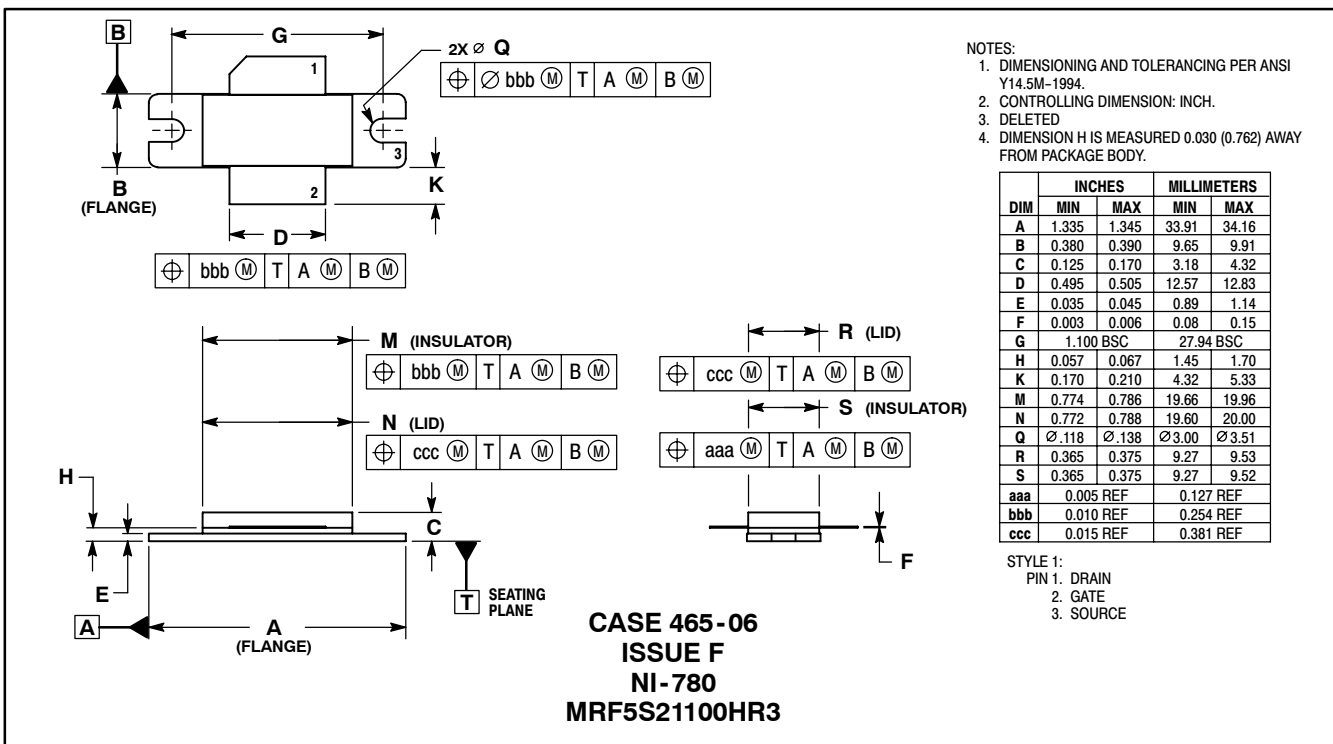 B
G
2X ⌀ Q
⌖ ⌀ bbb Ⓜ T A Ⓜ B Ⓜ
1
3
2
B
(FLANGE)
K
D
⌖ bbb Ⓜ T A Ⓜ B Ⓜ
M (INSULATOR)
⌖ bbb Ⓜ T A Ⓜ B Ⓜ
N (LID)
⌖ ccc Ⓜ T A Ⓜ B Ⓜ
R (LID)
⌖ ccc Ⓜ T A Ⓜ B Ⓜ
S (INSULATOR)
⌖ aaa Ⓜ T A Ⓜ B Ⓜ
H
C
E
F
T SEATING
PLANE
A
A
(FLANGE)
CASE 465-06
ISSUE F
NI-780
MRF5S21100HR3
NOTES:
1. DIMENSIONING AND TOLERANCING PER ANSI
Y14.5M-1994.
2. CONTROLLING DIMENSION: INCH.
3. DELETED
4. DIMENSION H IS MEASURED 0.030 (0.762) AWAY
FROM PACKAGE BODY.
INCHES MILLIMETERS
DIM MIN MAX MIN MAX
A 1.335 1.345 33.91 34.16
B 0.380 0.390 9.65 9.91
C 0.125 0.170 3.18 4.32
D 0.495 0.505 12.57 12.83
E 0.035 0.045 0.89 1.14
F 0.003 0.006 0.08 0.15
G 1.100 BSC 27.94 BSC
H 0.057 0.067 1.45 1.70
K 0.170 0.210 4.32 5.33
M 0.774 0.786 19.66 19.96
N 0.772 0.788 19.60 20.00
Q ⌀.118 ⌀.138 ⌀3.00 ⌀3.51
R 0.365 0.375 9.27 9.53
S 0.365 0.375 9.27 9.52
aaa 0.005 REF 0.127 REF
bbb 0.010 REF 0.254 REF
ccc 0.015 REF 0.381 REF
STYLE 1:
PIN 1. DRAIN
2. GATE
3. SOURCE